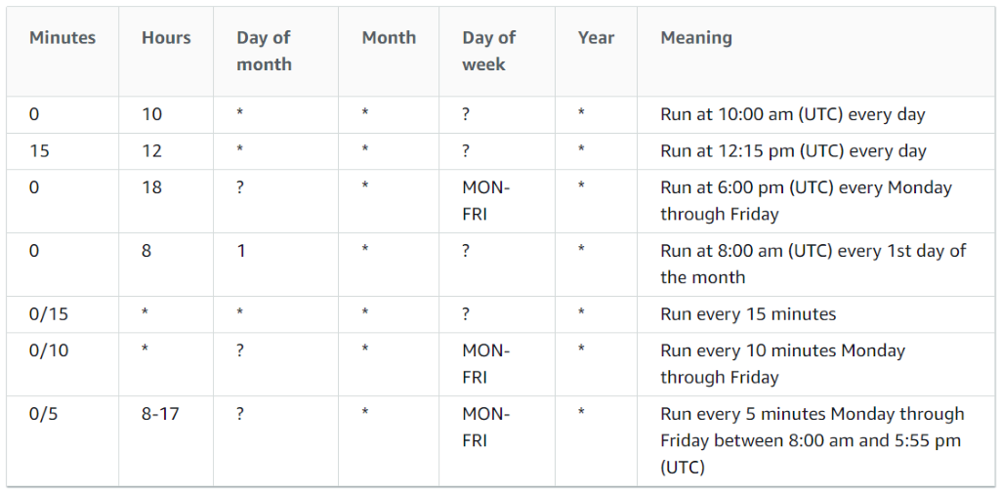 Minutes Hours Day of month Month Day of week Year Meaning
0 10 * * ? * Run at 10:00 am (UTC) every day
15 12 * * ? * Run at 12:15 pm (UTC) every day
0 18 ? * MON-FRI * Run at 6:00 pm (UTC) every Monday through Friday
0 8 1 * ? * Run at 8:00 am (UTC) every 1st day of the month
0/15 * * * ? * Run every 15 minutes
0/10 * ? * MON-FRI * Run every 10 minutes Monday through Friday
0/5 8-17 ? * MON-FRI * Run every 5 minutes Monday through Friday between 8:00 am and 5:55 pm (UTC)